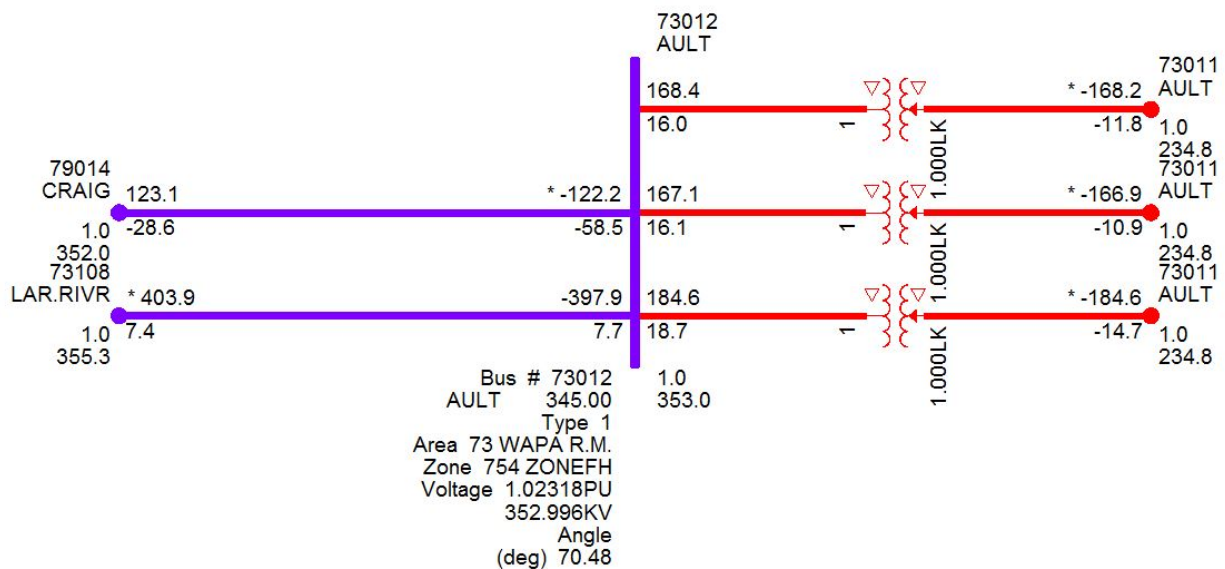 73012
AULT
168.4
16.0
1
1.000LK
* -168.2
-11.8
73011
AULT
1.0
234.8
79014
CRAIG
1.0
352.0
123.1
-28.6
* -122.2
-58.5
167.1
16.1
1
1.000LK
* -166.9
-10.9
73011
AULT
1.0
234.8
73108
LAR.RIVR
1.0
355.3
* 403.9
7.4
-397.9
7.7
184.6
18.7
1
1.000LK
* -184.6
-14.7
73011
AULT
1.0
234.8
Bus # 73012
AULT 345.00
Type 1
Area 73 WAPA R.M.
Zone 754 ZONEFH
Voltage 1.02318PU
352.996KV
Angle
(deg) 70.48
1.0
353.0